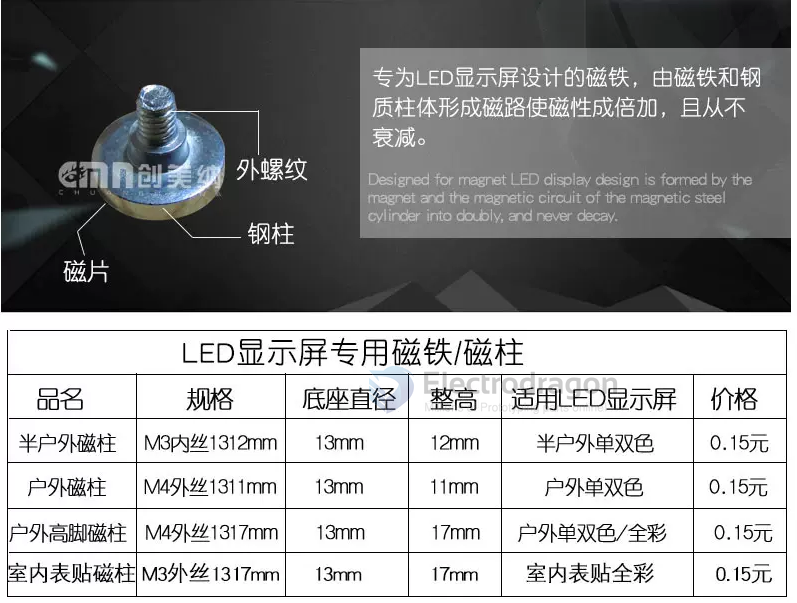 专为LED显示屏设计的磁铁，由磁铁和钢
质柱体形成磁路使磁性成倍加，且从不
衰减。
Designed for magnet LED display design is formed by the
magnet and the magnetic circuit of the magnetic steel
cylinder into doubly, and never decay.
外螺纹
cmn创美纳
钢柱
磁片
LED显示屏专用磁铁/磁柱
Electrodragon
品名 规格 底座直径 整高 适用LED显示屏 价格
半户外磁柱 M3内丝1312mm 13mm 12mm 半户外单双色 0.15元
户外磁柱 M4外丝1311mm 13mm 11mm 户外单双色 0.15元
户外高脚磁柱 M4外丝1317mm 13mm 17mm 户外单双色/全彩 0.15元
室内表贴磁柱 M3外丝1317mm 13mm 17mm 室内表贴全彩 0.15元